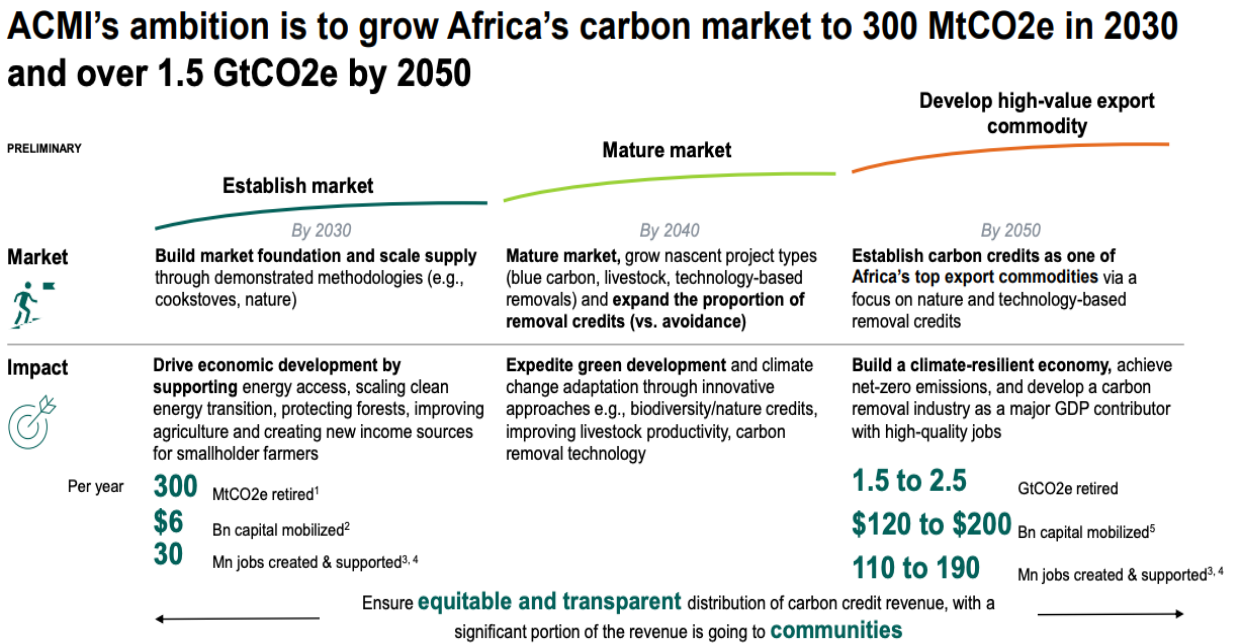 ACMI's ambition is to grow Africa's carbon market to 300 MtCO2e in 2030
and over 1.5 GtCO2e by 2050
PRELIMINARY
Establish market
Mature market
Develop high-value export
commodity
By 2030
By 2040
By 2050
Market
Build market foundation and scale supply
through demonstrated methodologies (e.g.,
cookstoves, nature)
Mature market, grow nascent project types
(blue carbon, livestock, technology-based
removals) and expand the proportion of
removal credits (vs. avoidance)
Establish carbon credits as one of
Africa's top export commodities via a
focus on nature and technology-based
removal credits
Impact
Drive economic development by
supporting energy access, scaling clean
energy transition, protecting forests, improving
agriculture and creating new income sources
for smallholder farmers
Expedite green development and climate
change adaptation through innovative
approaches e.g., biodiversity/nature credits,
improving livestock productivity, carbon
removal technology
Build a climate-resilient economy, achieve
net-zero emissions, and develop a carbon
removal industry as a major GDP contributor
with high-quality jobs
Per year
300 MtCO2e retired¹
$6 Bn capital mobilized²
30 Mn jobs created & supported³,⁴
1.5 to 2.5 GtCO2e retired
$120 to $200 Bn capital mobilized⁵
110 to 190 Mn jobs created & supported³,⁴
Ensure equitable and transparent distribution of carbon credit revenue, with a
significant portion of the revenue is going to communities